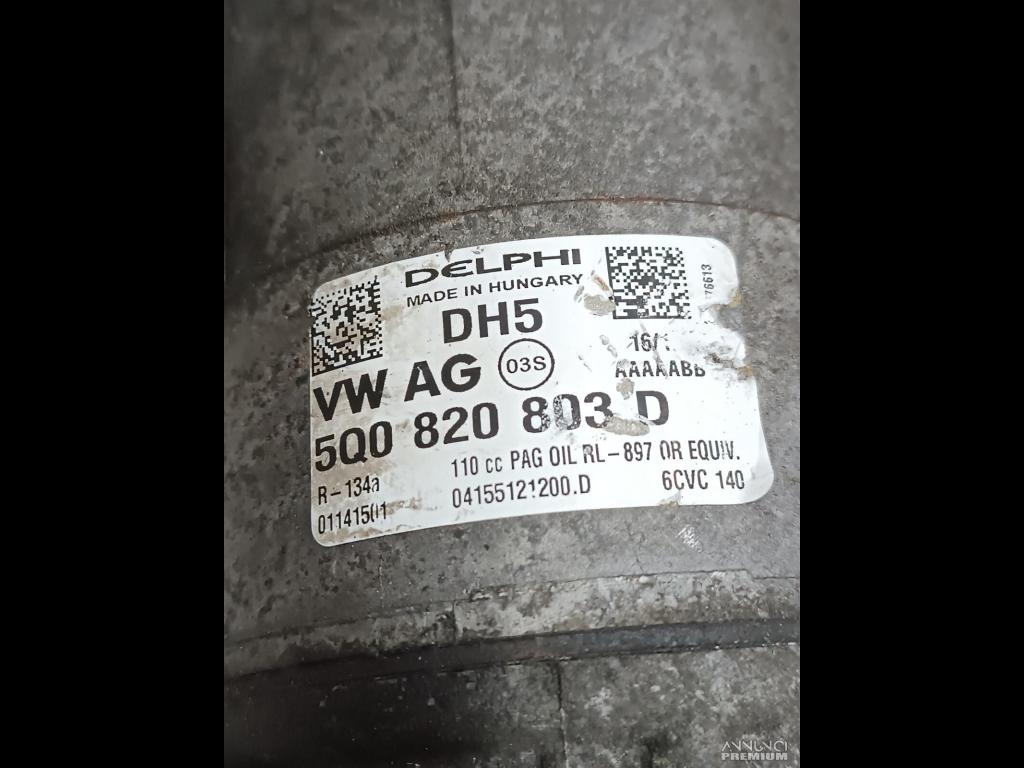 DELPHI
MADE IN HUNGARY
DH5
76613
16/
VW AG 03S
AAAAABB
5Q0 820 803 D
110 cc PAG OIL RL-897 OR EQUIV.
R-134a
04155121200.D
6CVC 140
01141501
ANNUNCI
PREMIUM